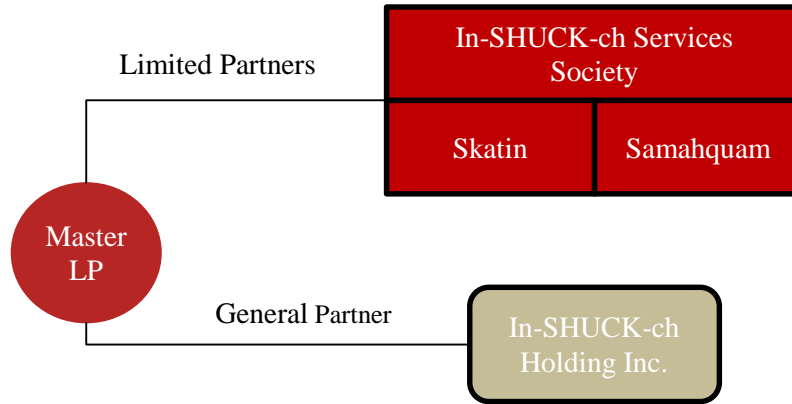 In-SHUCK-ch Services
Society
Limited Partners
Skatin
Samahquam
Master
LP
General Partner
In-SHUCK-ch
Holding Inc.